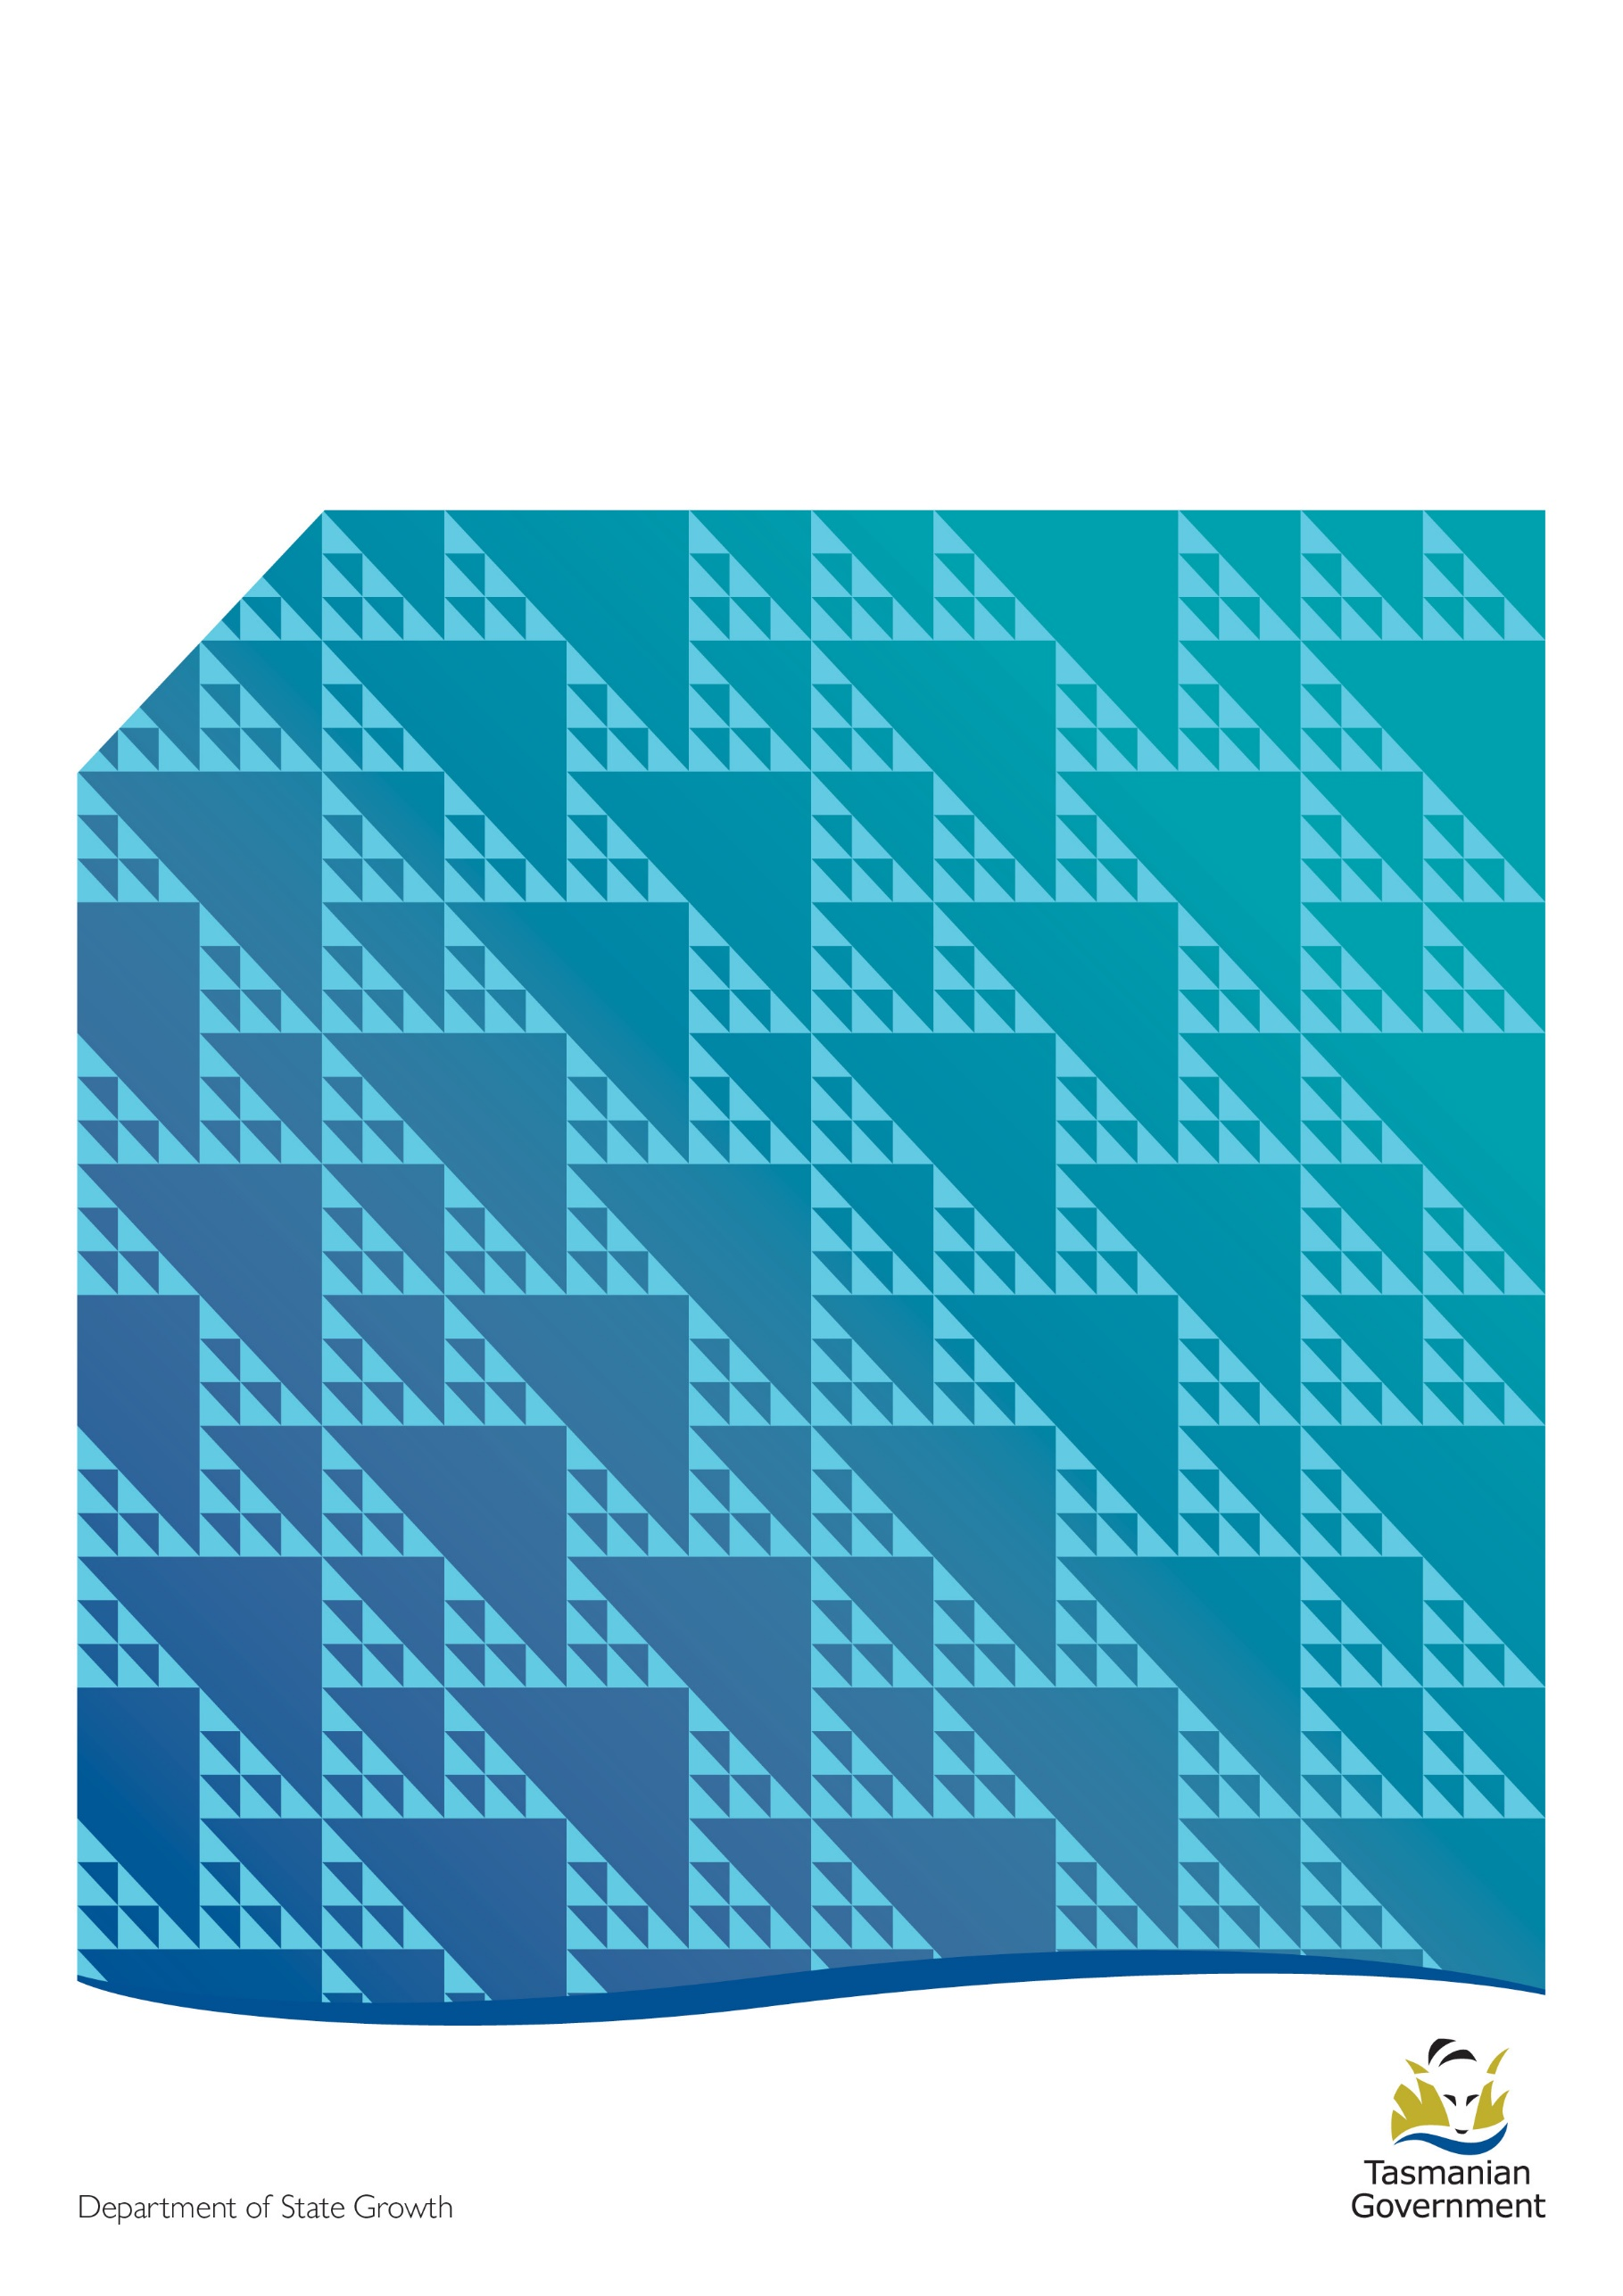 Department of State Growth
Tasmanian
Government